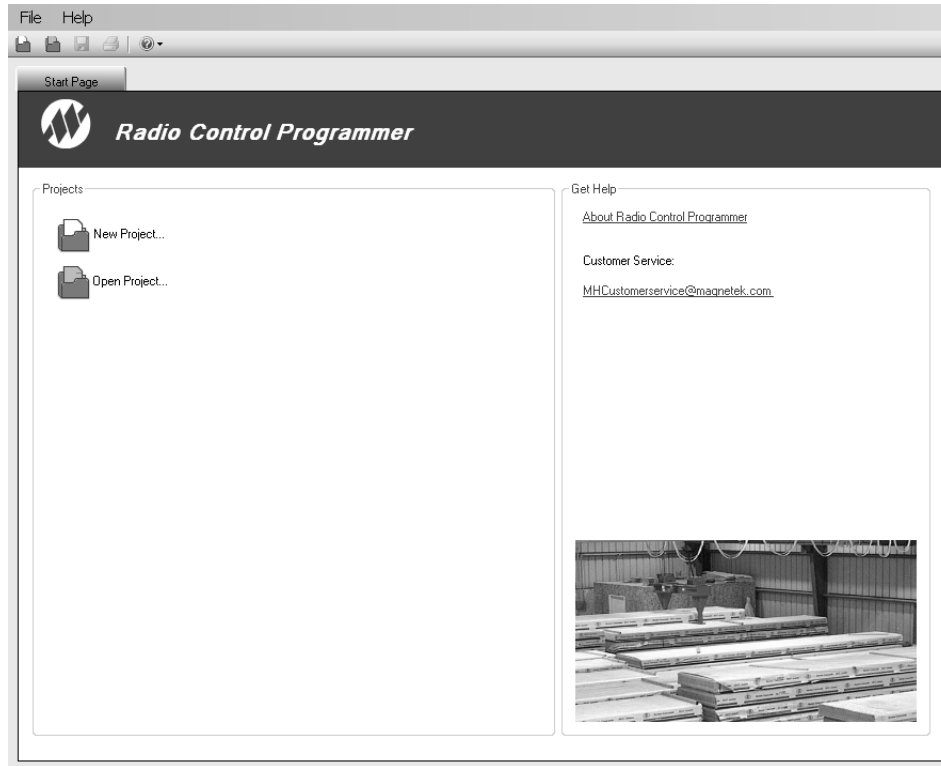 File Help
Start Page
Radio Control Programmer
Projects
New Project...
Open Project...
Get Help
About Radio Control Programmer
Customer Service:
MHCustomerservice@magnetek.com